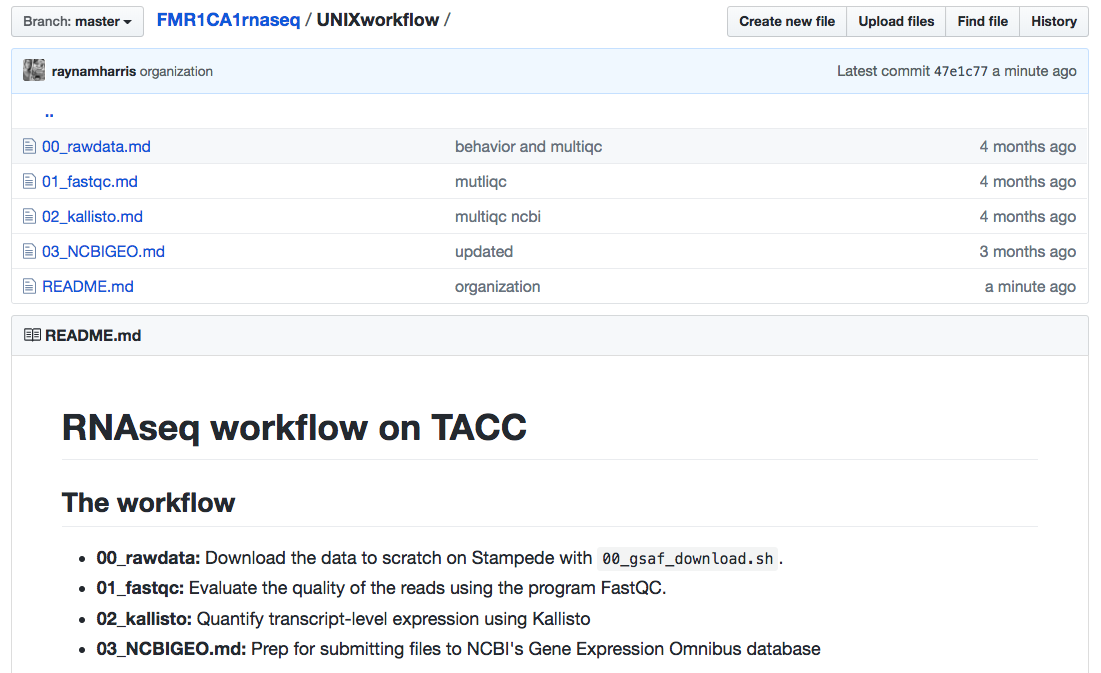 Branch: master FMR1CA1rnaseq / UNIXworkflow / Create new file Upload files Find file History
raynamharris organization Latest commit 47e1c77 a minute ago
..
00_rawdata.md behavior and multiqc 4 months ago
01_fastqc.md mutliqc 4 months ago
02_kallisto.md multiqc ncbi 4 months ago
03_NCBIGEO.md updated 3 months ago
README.md organization a minute ago
README.md
RNAseq workflow on TACC
The workflow
• 00_rawdata: Download the data to scratch on Stampede with 00_gsaf_download.sh.
• 01_fastqc: Evaluate the quality of the reads using the program FastQC.
• 02_kallisto: Quantify transcript-level expression using Kallisto
• 03_NCBIGEO.md: Prep for submitting files to NCBI's Gene Expression Omnibus database